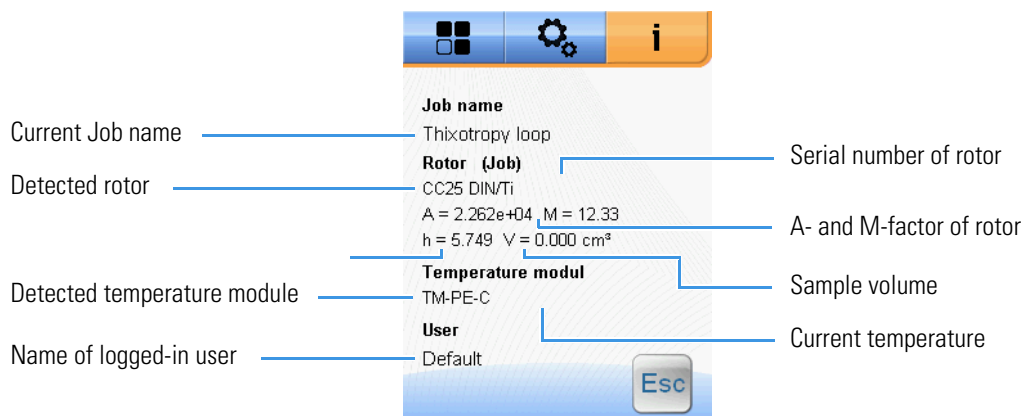 i
Job name
Current Job name
Thixotropy loop
Rotor (Job)
Serial number of rotor
Detected rotor
CC25 DIN/Ti
A = 2.262e+04 M = 12.33
A- and M-factor of rotor
h = 5.749 V = 0.000 cm³
Temperature modul
Sample volume
Detected temperature module
TM-PE-C
User
Current temperature
Name of logged-in user
Default
Esc